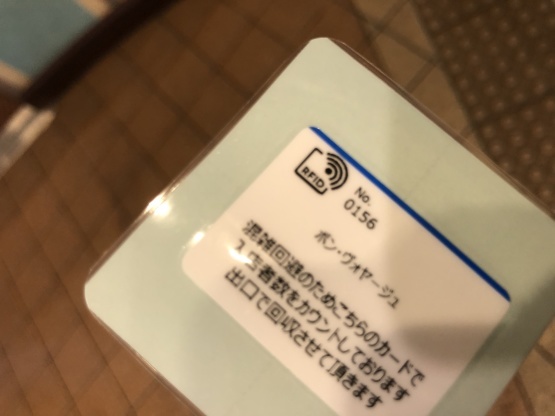 RFID
No.
0156
ボン・ヴォヤージュ
混雑回避のためこちらのカードで
入店者数をカウントしております
出口で回収させて頂きます